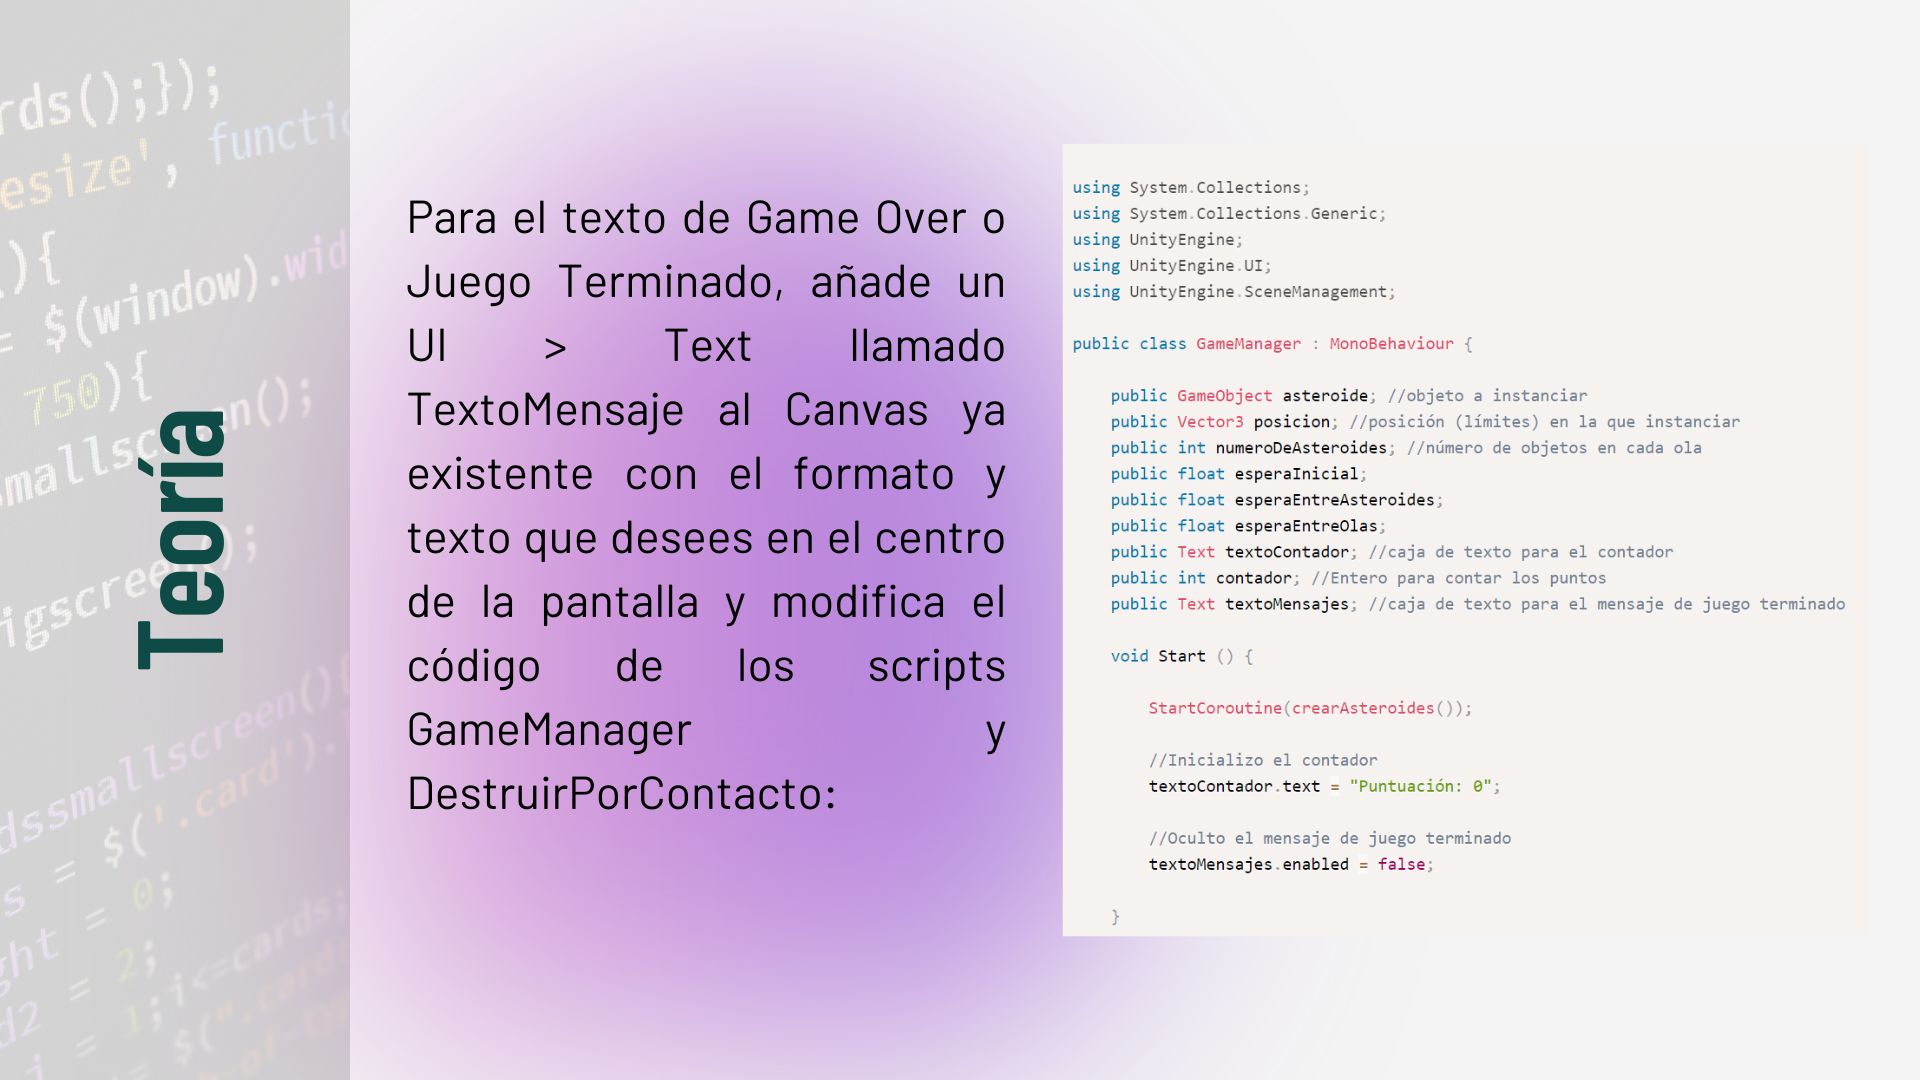 rds();});
esize', functio
){
= $(window).wid
750){
smallscreen();
Teoría
Para el texto de Game Over o
Juego Terminado, añade un
UI > Text llamado
TextoMensaje al Canvas ya
existente con el formato y
texto que desees en el centro
de la pantalla y modifica el
código de los scripts
GameManager y
DestruirPorContacto:
using System.Collections;
using System.Collections.Generic;
using UnityEngine;
using UnityEngine.UI;
using UnityEngine.SceneManagement;
public class GameManager : MonoBehaviour {
public GameObject asteroide; //objeto a instanciar
public Vector3 posicion; //posición (límites) en la que instanciar
public int numeroDeAsteroides; //número de objetos en cada ola
public float esperaInicial;
public float esperaEntreAsteroides;
public float esperaEntreOlas;
public Text textoContador; //caja de texto para el contador
public int contador; //Entero para contar los puntos
public Text textoMensajes; //caja de texto para el mensaje de juego terminado
void Start () {
StartCoroutine(crearAsteroides());
//Inicializo el contador
textoContador.text = "Puntuación: 0";
//Oculto el mensaje de juego terminado
textoMensajes.enabled = false;
}